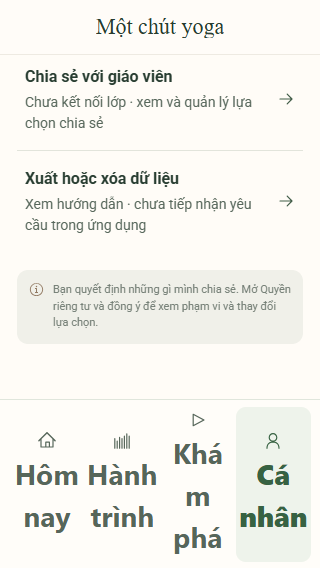 Một chút yoga
Chia sẻ với giáo viên
Chưa kết nối lớp · xem và quản lý lựa
chọn chia sẻ
Xuất hoặc xóa dữ liệu
Xem hướng dẫn · chưa tiếp nhận yêu
cầu trong ứng dụng
Bạn quyết định những gì mình chia sẻ. Mở Quyền
riêng tư và đồng ý để xem phạm vi và thay đổi
lựa chọn.
Hôm
nay
Hành
trình
Khá
m
phá
Cá
nhân